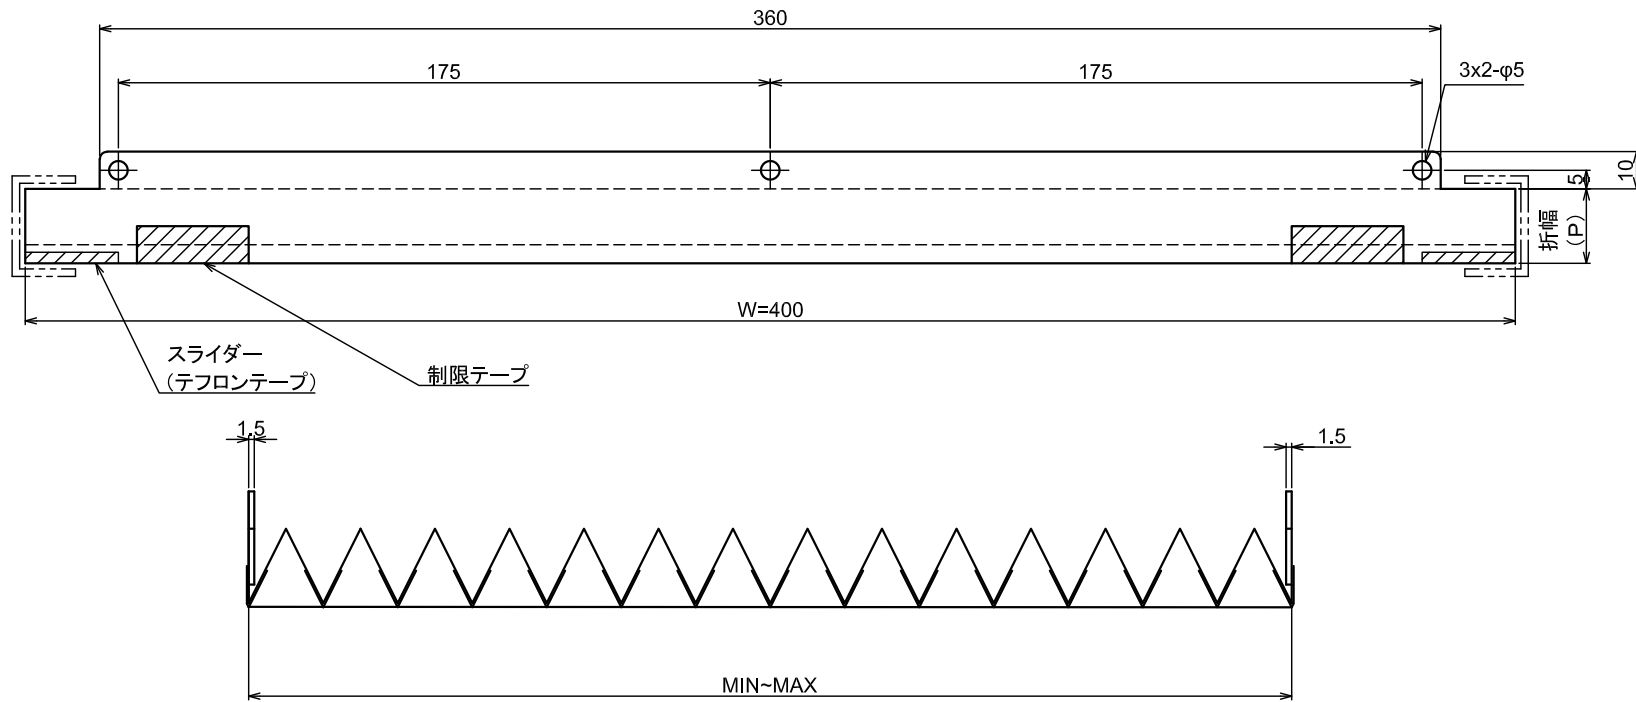 360
175
175
3x2-φ5
10
5
折幅
(P)
W=400
スライダー
(テフロンテープ)
制限テープ
1.5
1.5
MIN~MAX